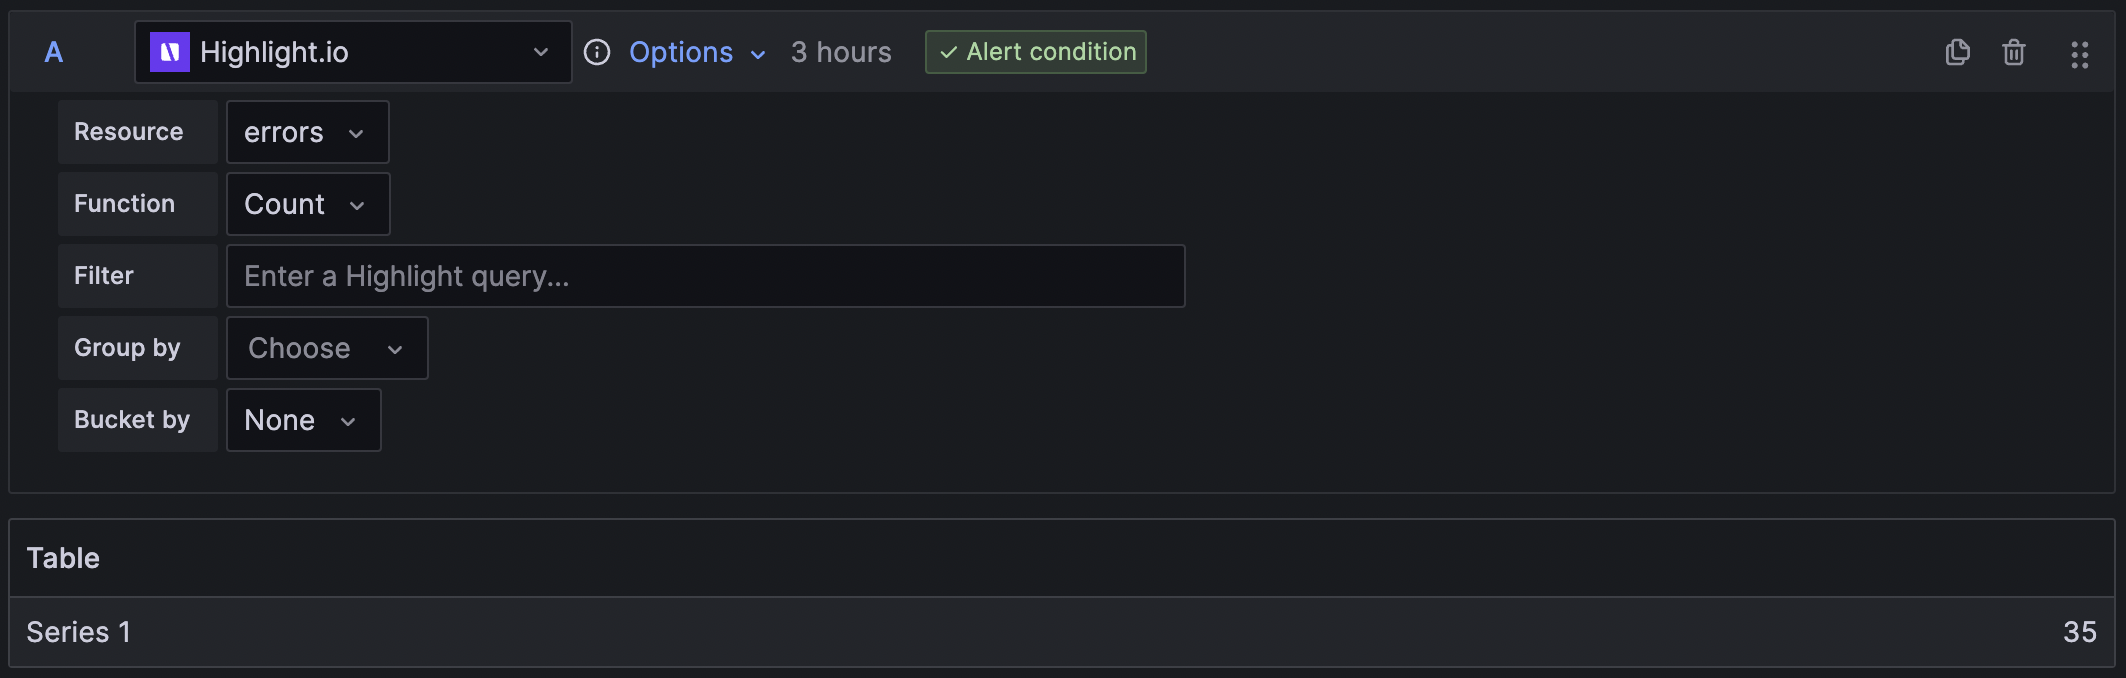 A Highlight.io Options 3 hours Alert condition
Resource errors
Function Count
Filter Enter a Highlight query...
Group by Choose
Bucket by None
Table
Series 1 35